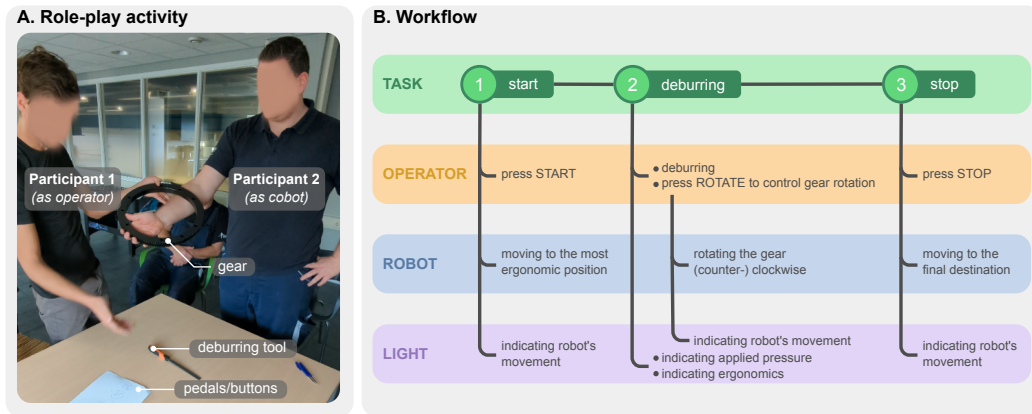 A. Role-play activity
Participant 1
(as operator)
Participant 2
(as cobot)
gear
deburring tool
pedals/buttons
B. Workflow
TASK
1 start
2 deburring
3 stop
OPERATOR
press START
• deburring
• press ROTATE to control gear rotation
press STOP
ROBOT
moving to the most
ergonomic position
rotating the gear
(counter-) clockwise
moving to the
final destination
LIGHT
indicating robot's
movement
indicating robot's movement
• indicating applied pressure
• indicating ergonomics
indicating robot's
movement